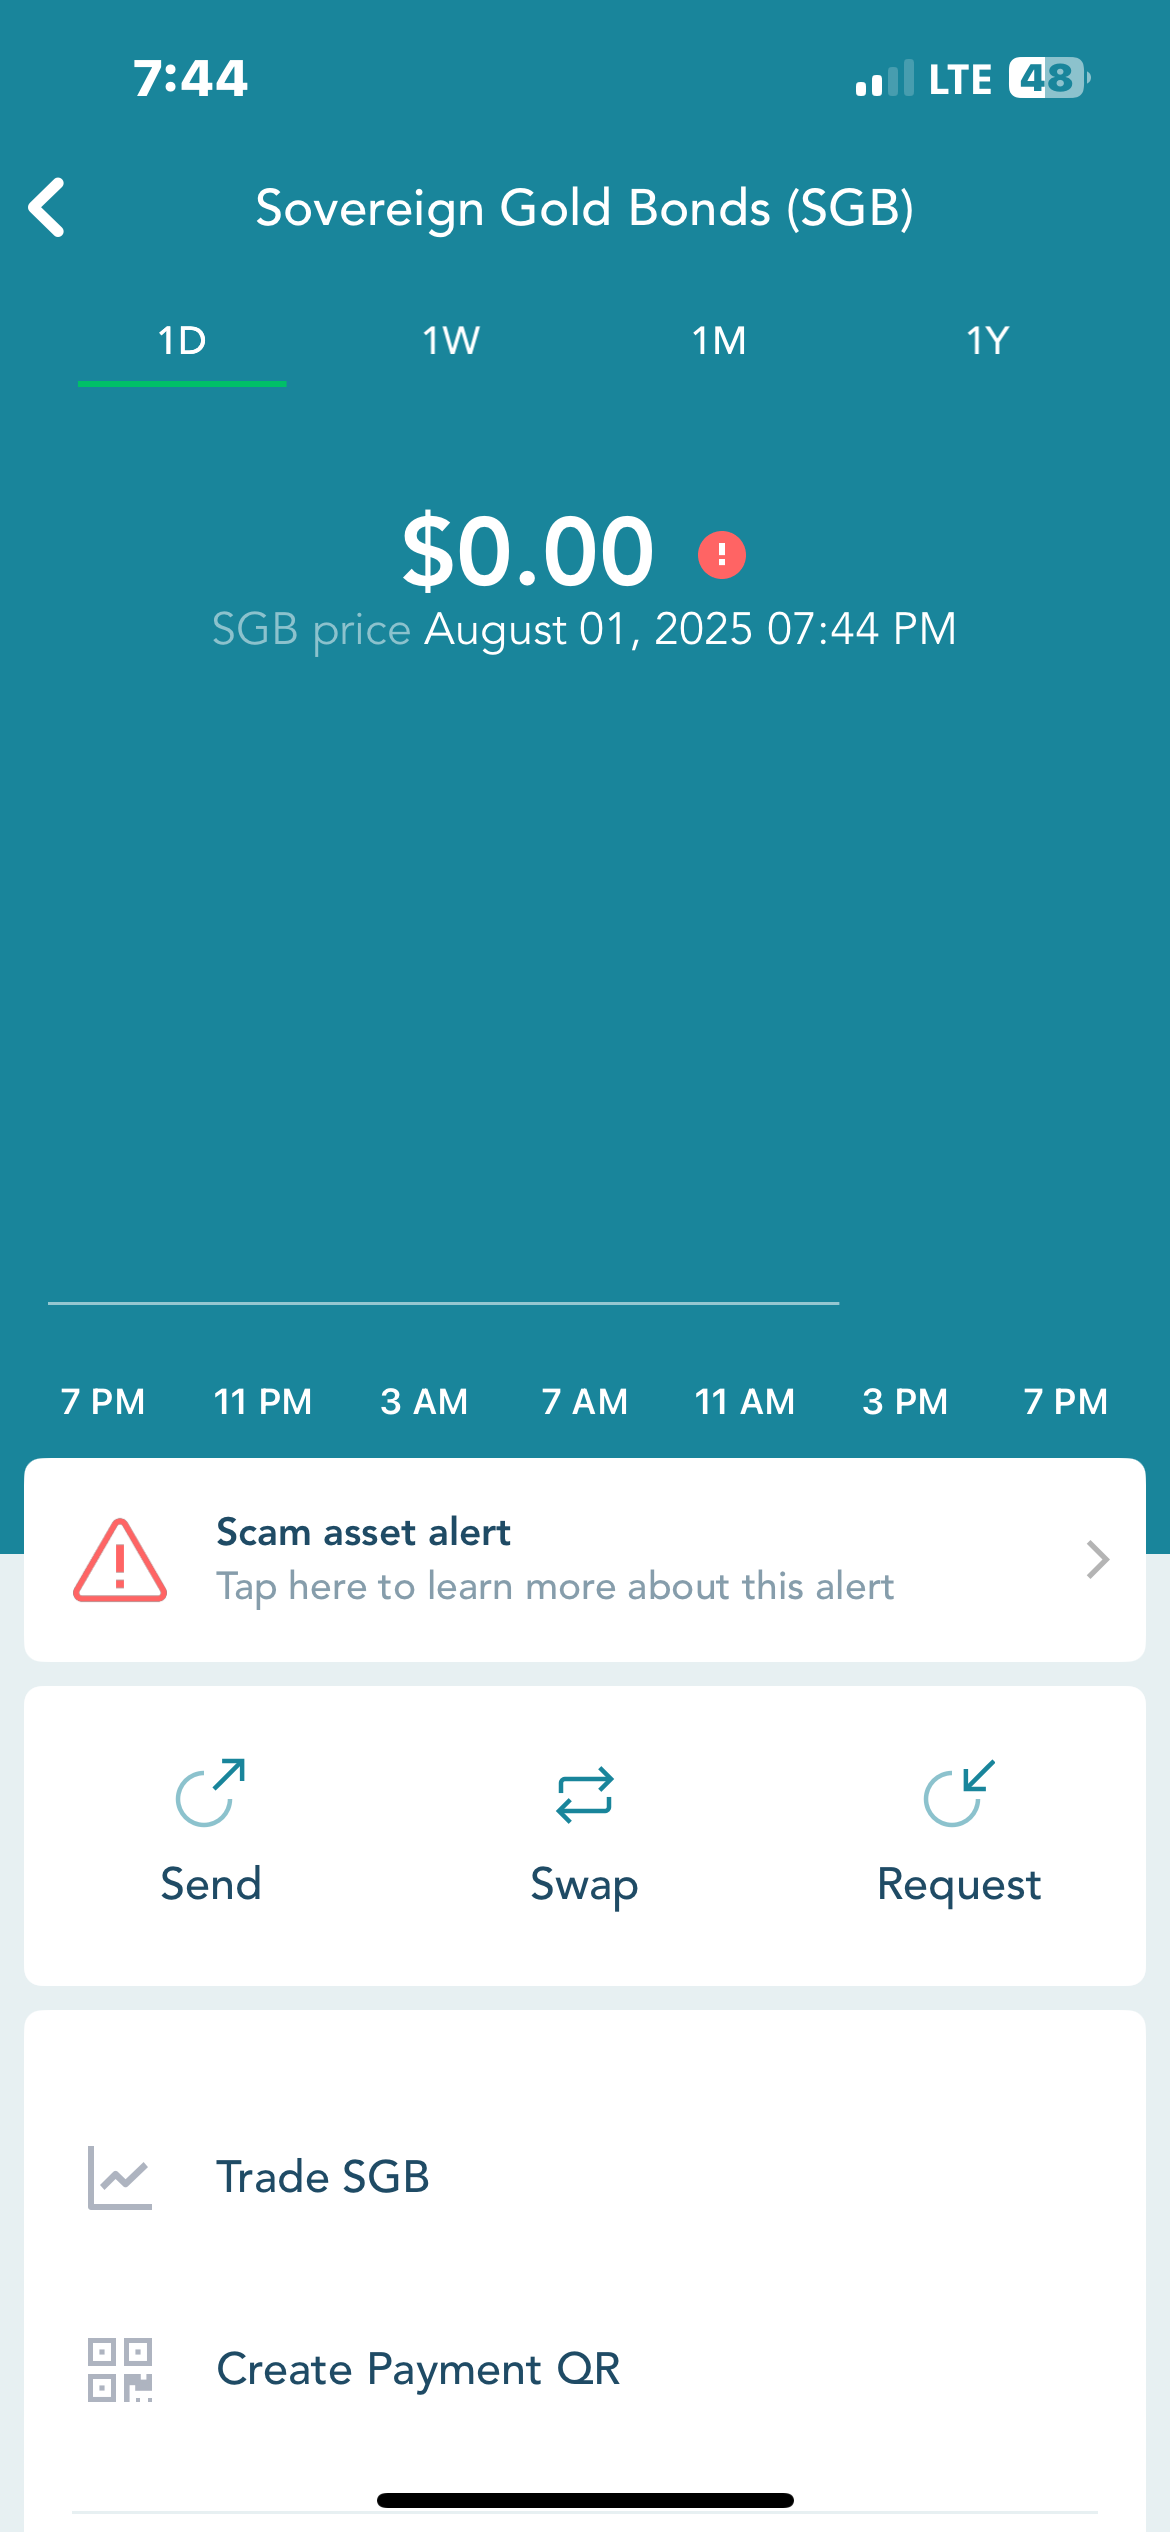 7:44
LTE 48
Sovereign Gold Bonds (SGB)
1D 1W 1M 1Y
$0.00
SGB price August 01, 2025 07:44 PM
7 PM 11 PM 3 AM 7 AM 11 AM 3 PM 7 PM
Scam asset alert
Tap here to learn more about this alert
Send Swap Request
Trade SGB
Create Payment QR